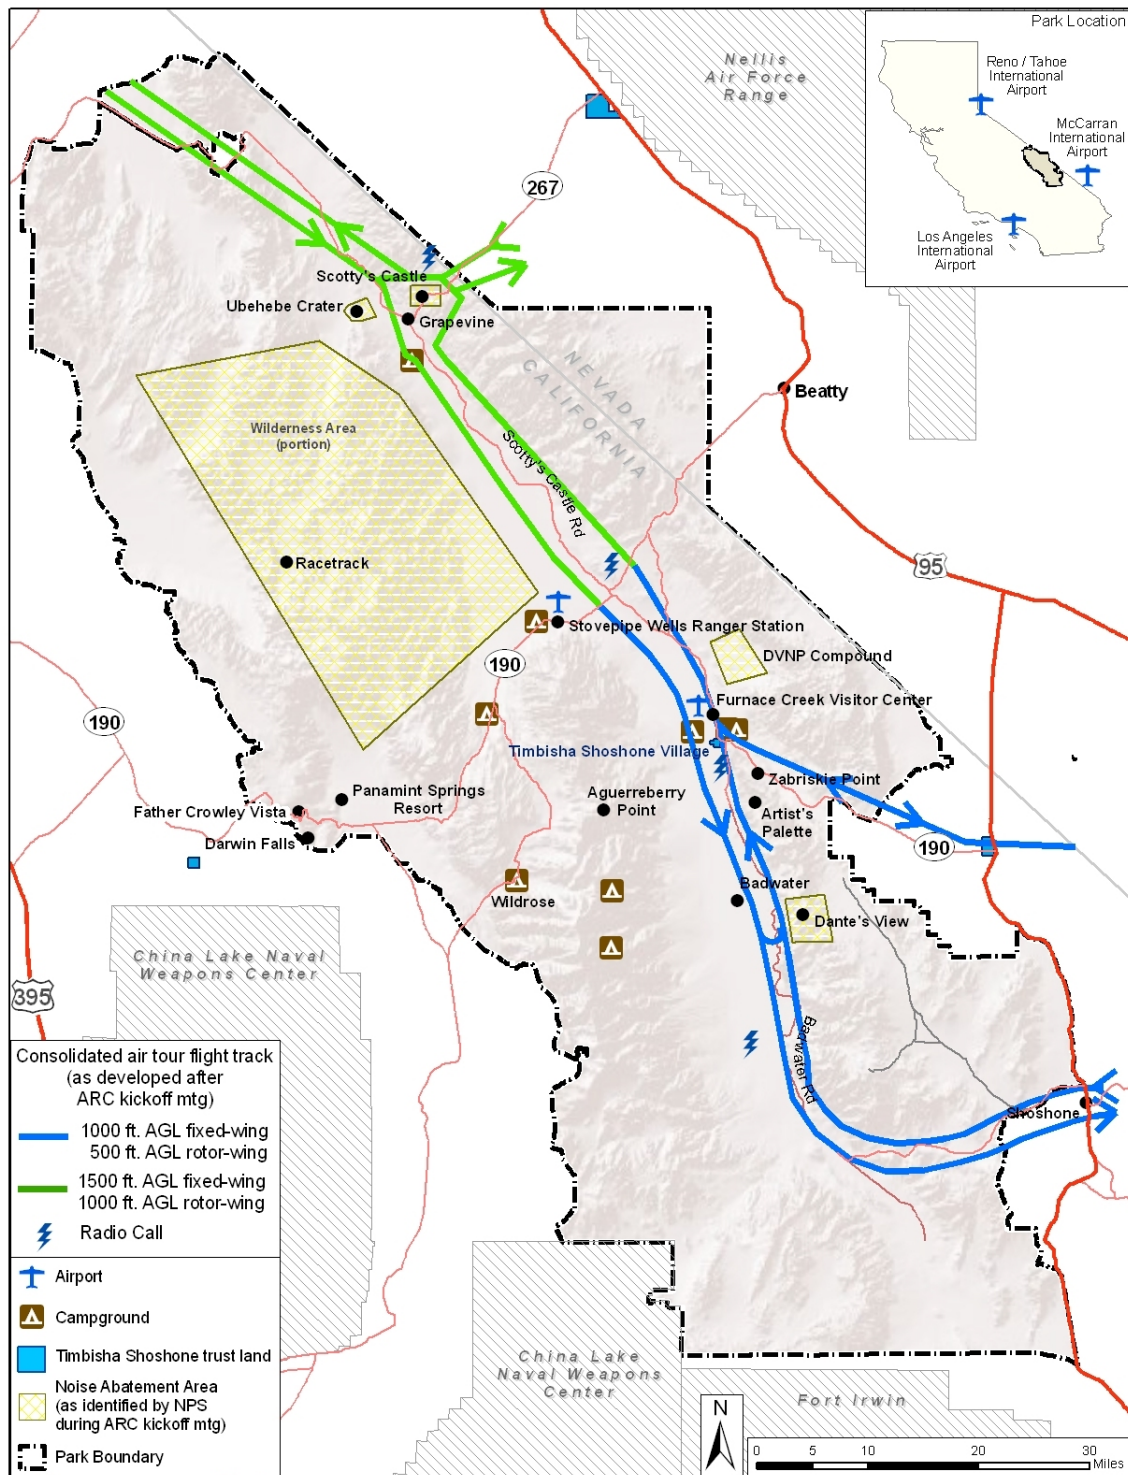 Park Location
Reno / Tahoe
International
Airport
McCarran
International
Airport
Los Angeles
International
Airport
Nellis
Air Force
Range
267
Scotty's Castle
Ubehebe Crater
Grapevine
NEVADA
CALIFORNIA
Beatty
Wilderness Area
(portion)
Scotty's Castle Rd
95
Racetrack
Stovepipe Wells Ranger Station
190
DVNP Compound
190
Furnace Creek Visitor Center
Timbisha Shoshone Village
Zabriskie Point
Panamint Springs
Resort
Aguerreberry
Point
Artist's
Palette
Father Crowley Vista
Darwin Falls
190
Wildrose
Badwater
Dante's View
China Lake Naval
Weapons Center
395
Badwater Rd
Shoshone
Consolidated air tour flight track
(as developed after
ARC kickoff mtg)
1000 ft. AGL fixed-wing
500 ft. AGL rotor-wing
1500 ft. AGL fixed-wing
1000 ft. AGL rotor-wing
Radio Call
Airport
Campground
Timbisha Shoshone trust land
Noise Abatement Area
(as identified by NPS
during ARC kickoff mtg)
Park Boundary
China Lake
Naval Weapons
Center
Fort Irwin
N
0 5 10 20 30
Miles